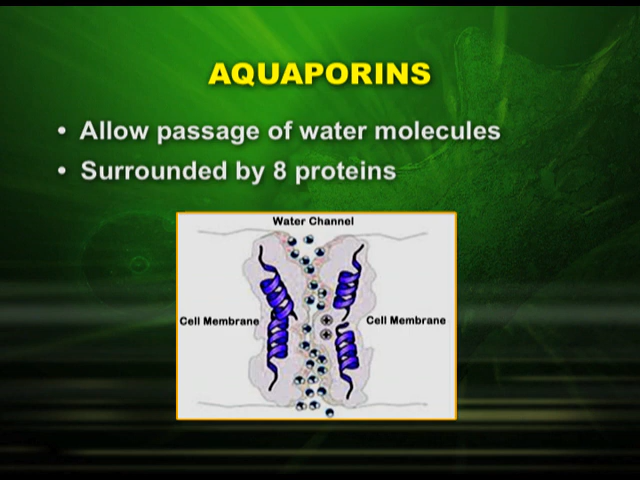 AQUAPORINS
• Allow passage of water molecules
• Surrounded by 8 proteins
Water Channel
Cell Membrane
Cell Membrane
+
+